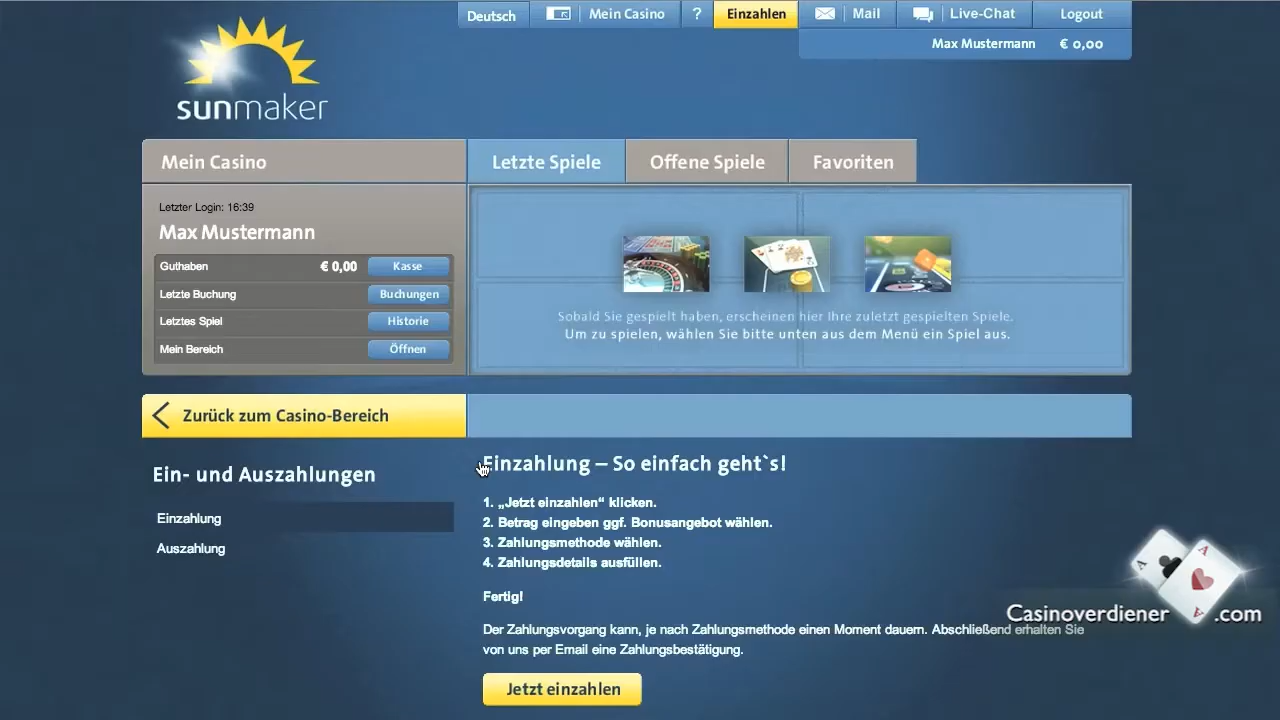 Deutsch
Mein Casino
?
Einzahlen
Mail
Live-Chat
Logout
Max Mustermann € 0,00
sunmaker
Mein Casino
Letzte Spiele
Offene Spiele
Favoriten
Letzter Login: 16:39
Max Mustermann
Guthaben € 0,00 Kasse
Letzte Buchung Buchungen
Letztes Spiel Historie
Mein Bereich Öffnen
Sobald Sie gespielt haben, erscheinen hier Ihre zuletzt gespielten Spiele.
Um zu spielen, wählen Sie bitte unten aus dem Menü ein Spiel aus.
Zurück zum Casino-Bereich
Ein- und Auszahlungen
Einzahlung
Auszahlung
Einzahlung – So einfach geht`s!
1. „Jetzt einzahlen“ klicken.
2. Betrag eingeben ggf. Bonusangebot wählen.
3. Zahlungsmethode wählen.
4. Zahlungsdetails ausfüllen.
Fertig!
Der Zahlungsvorgang kann, je nach Zahlungsmethode einen Moment dauern. Abschließend erhalten Sie
von uns per Email eine Zahlungsbestätigung.
Jetzt einzahlen
A A A
Casinoverdiener .com